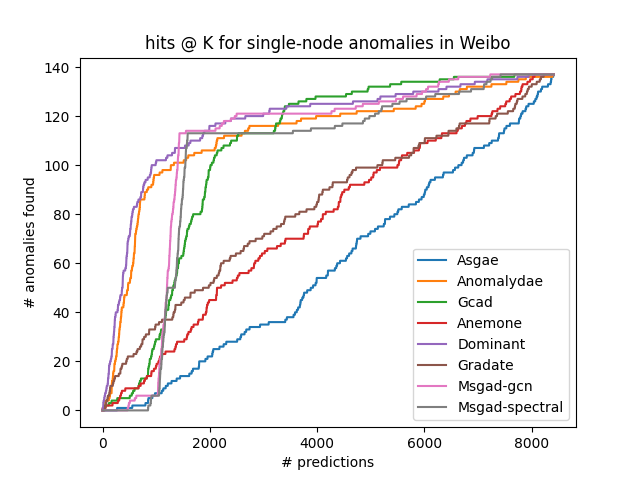 hits @ K for single-node anomalies in Weibo
140
120
100
80
60
40
20
0
# anomalies found
Asgae
Anomalydae
Gcad
Anemone
Dominant
Gradate
Msgad-gcn
Msgad-spectral
0 2000 4000 6000 8000
# predictions